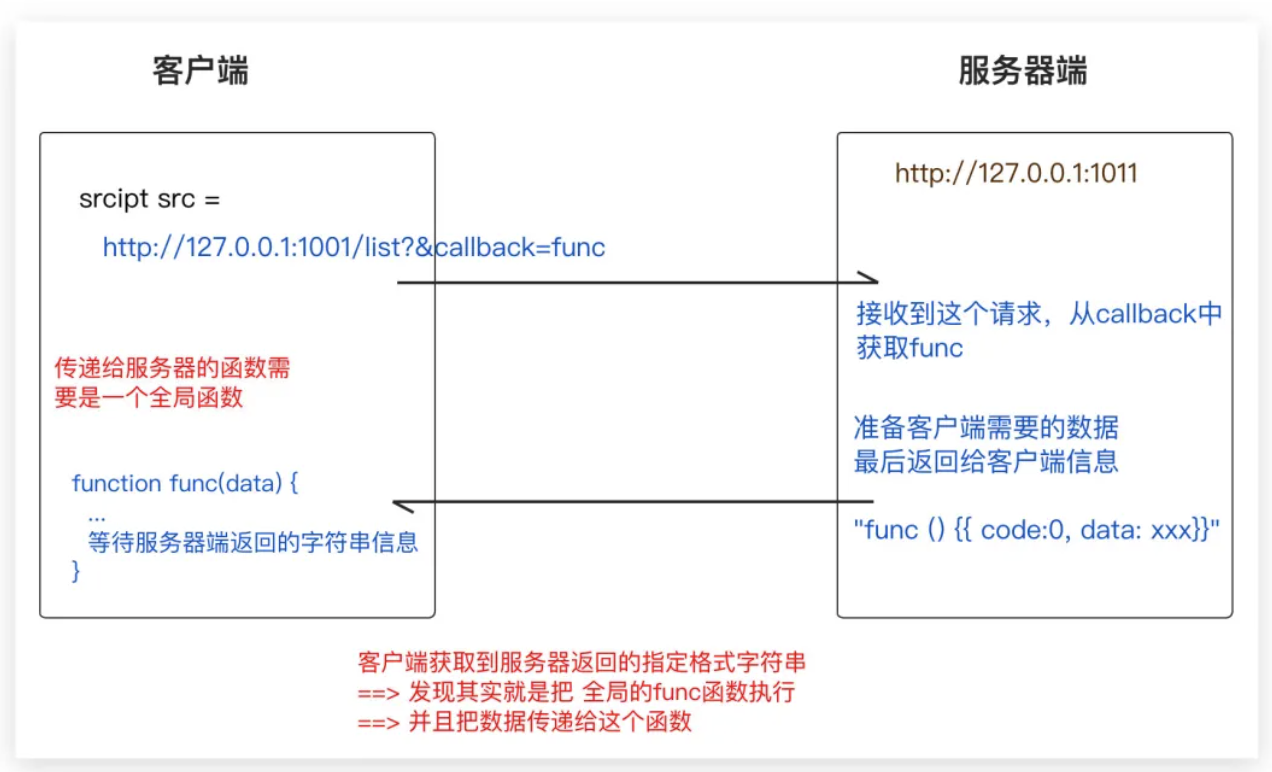 客户端
服务器端
srcipt src =
http://127.0.0.1:1001/list?&callback=func
传递给服务器的函数需
要是一个全局函数
function func(data) {
...
等待服务器端返回的字符串信息
}
http://127.0.0.1:1011
接收到这个请求，从callback中
获取func
准备客户端需要的数据
最后返回给客户端信息
"func () {{ code:0, data: xxx}}"
客户端获取到服务器返回的指定格式字符串
==> 发现其实就是把 全局的func函数执行
==> 并且把数据传递给这个函数